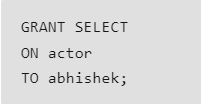 GRANT SELECT
ON actor
TO abhishek;